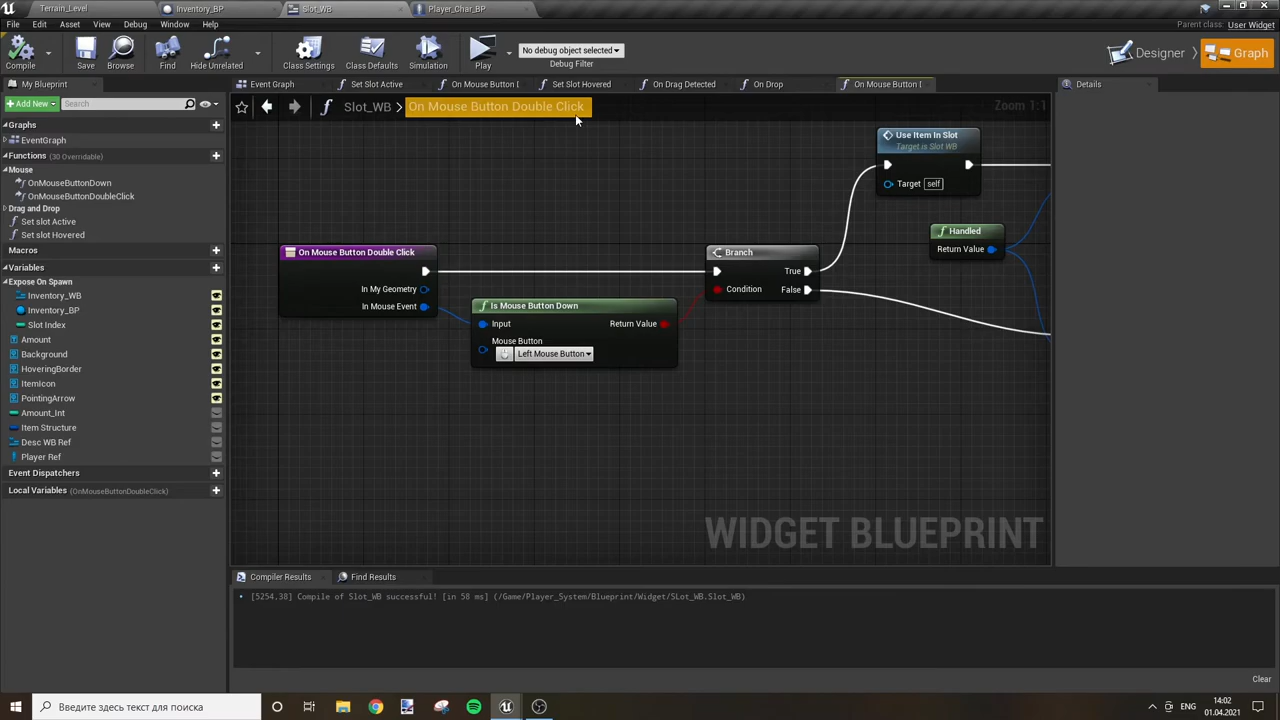 Terrain_Level
Inventory_BP
Slot_WB
Player_Char_BP
File
Edit
Asset
View
Debug
Window
Help
Parent class: User Widget
Compile
Save
Browse
Find
Hide Unrelated
Class Settings
Class Defaults
Simulation
Play
No debug object selected
Debug Filter
Designer
Graph
My Blueprint
Event Graph
Set Slot Active
On Mouse Button [
Set Slot Hovered
On Drag Detected
On Drop
On Mouse Button [
Details
Add New
Search
Slot_WB > On Mouse Button Double Click
Zoom 1:1
Graphs
EventGraph
Functions (30 Overridable)
Mouse
OnMouseButtonDown
OnMouseButtonDoubleClick
Drag and Drop
Set slot Active
Set slot Hovered
Macros
Variables
Expose On Spawn
Inventory_WB
Inventory_BP
Slot Index
Amount
Background
HoveringBorder
ItemIcon
PointingArrow
Amount_Int
Item Structure
Desc WB Ref
Player Ref
Event Dispatchers
Local Variables (OnMouseButtonDoubleClick)
Use Item In Slot
Target is Slot WB
Target self
Handled
Return Value
On Mouse Button Double Click
In My Geometry
In Mouse Event
Is Mouse Button Down
Input
Return Value
Mouse Button
Left Mouse Button
Branch
True
Condition
False
WIDGET BLUEPRINT
Compiler Results
Find Results
[5254,38] Compile of Slot_WB successful! [in 58 ms] (/Game/Player_System/Blueprint/Widget/SLot_WB.Slot_WB)
Clear
Введите здесь текст для поиска
ENG
14:02
01.04.2021